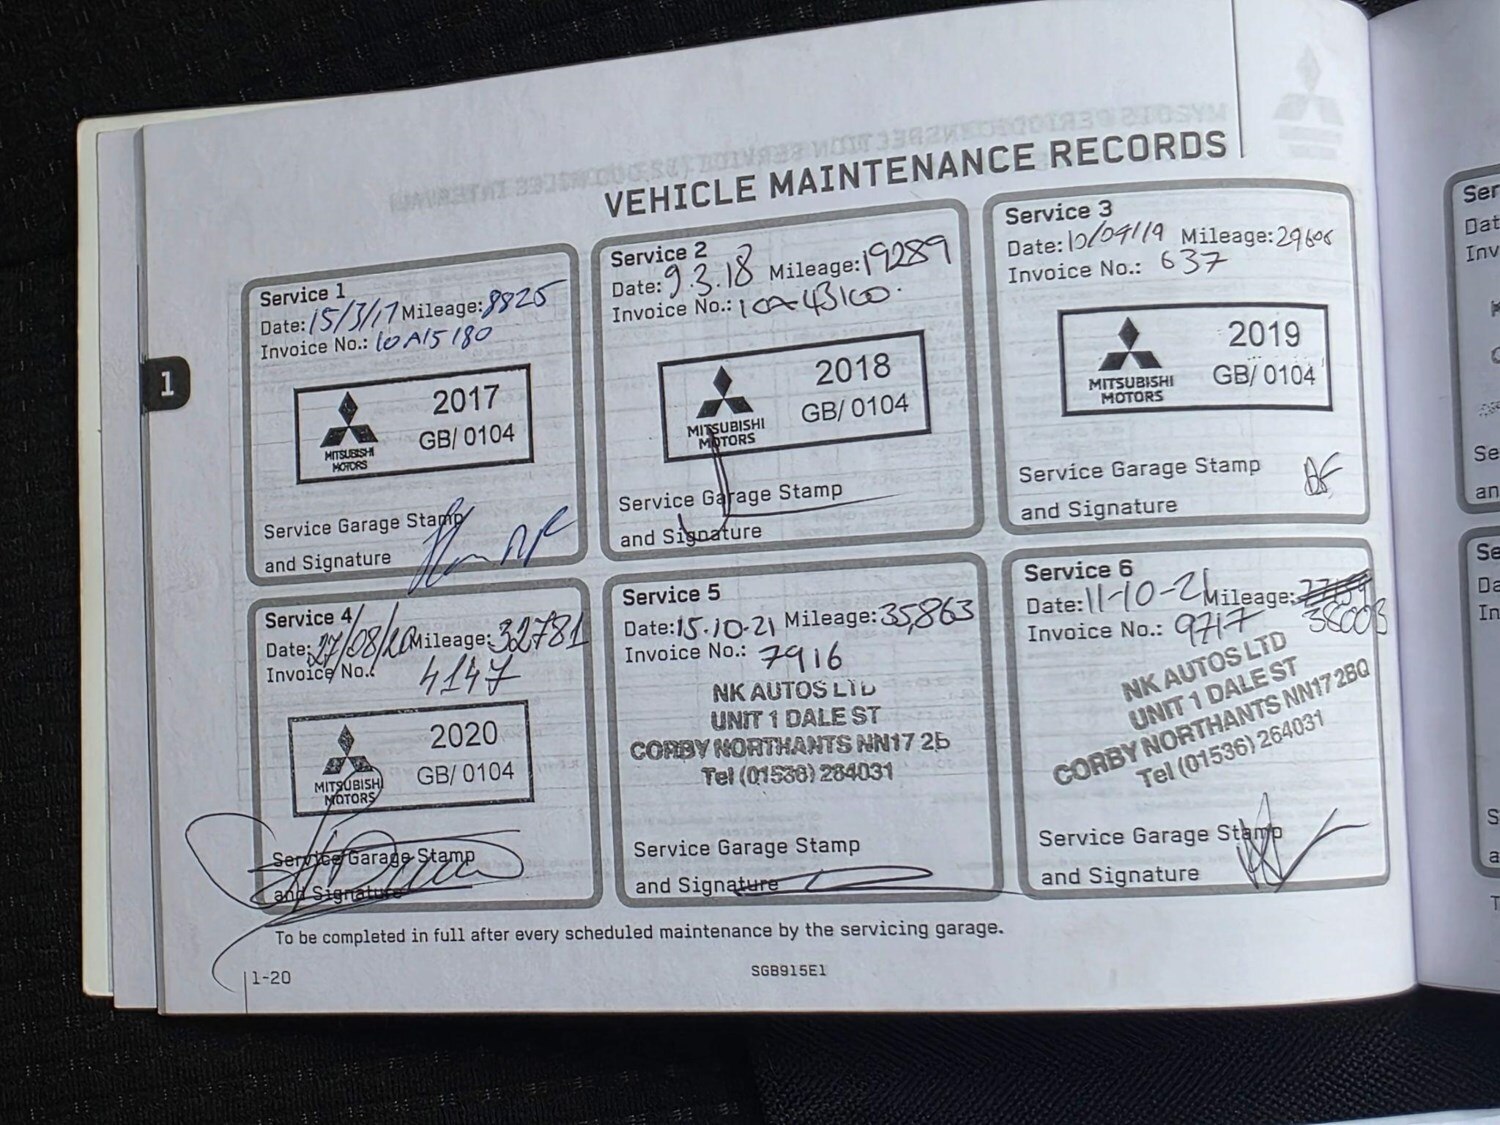 VEHICLE MAINTENANCE RECORDS
1
Service 1
Date: 15/3/17 Mileage: 8825
Invoice No.: 10A15180
MITSUBISHI
MOTORS
2017
GB/ 0104
Service Garage Stamp
and Signature
Service 2
Date: 9.3.18 Mileage: 19289
Invoice No.: 10A43100.
MITSUBISHI
MOTORS
2018
GB/ 0104
Service Garage Stamp
and Signature
Service 3
Date: 10/04/19 Mileage: 29606
Invoice No.: 637
MITSUBISHI
MOTORS
2019
GB/ 0104
Service Garage Stamp
and Signature
Service 4
Date: 27/08/20 Mileage: 32781
Invoice No.: 4147
MITSUBISHI
MOTORS
2020
GB/ 0104
Service Garage Stamp
and Signature
Service 5
Date: 15.10.21 Mileage: 35,863
Invoice No.: 7916
NK AUTOS LTD
UNIT 1 DALE ST
CORBY NORTHANTS NN17 2B
Tel (01536) 264031
Service Garage Stamp
and Signature
Service 6
Date: 11-10-21 Mileage:
Invoice No.: 9717
NK AUTOS LTD
UNIT 1 DALE ST
CORBY NORTHANTS NN17 2BQ
Tel (01536) 264031
Service Garage Stamp
and Signature
To be completed in full after every scheduled maintenance by the servicing garage.
1-20
SGB915E1